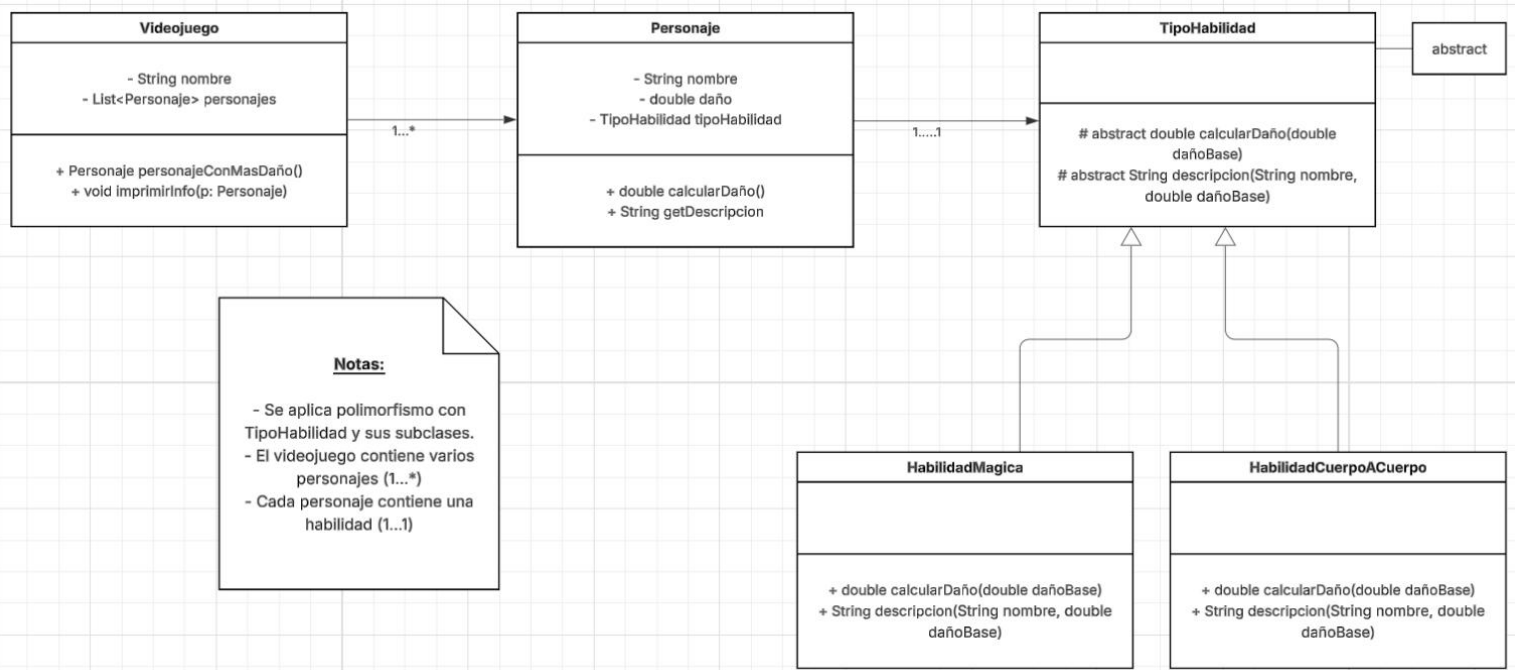 Videojuego
- String nombre
- List<Personaje> personajes
+ Personaje personajeConMasDaño()
+ void imprimirInfo(p: Personaje)
1...*
Personaje
- String nombre
- double daño
- TipoHabilidad tipoHabilidad
+ double calcularDaño()
+ String getDescripcion
1.....1
TipoHabilidad
# abstract double calcularDaño(double
dañoBase)
# abstract String descripcion(String nombre,
double dañoBase)
abstract
Notas:
- Se aplica polimorfismo con
TipoHabilidad y sus subclases.
- El videojuego contiene varios
personajes (1...*)
- Cada personaje contiene una
habilidad (1...1)
HabilidadMagica
+ double calcularDaño(double dañoBase)
+ String descripcion(String nombre, double
dañoBase)
HabilidadCuerpoACuerpo
+ double calcularDaño(double dañoBase)
+ String descripcion(String nombre, double
dañoBase)